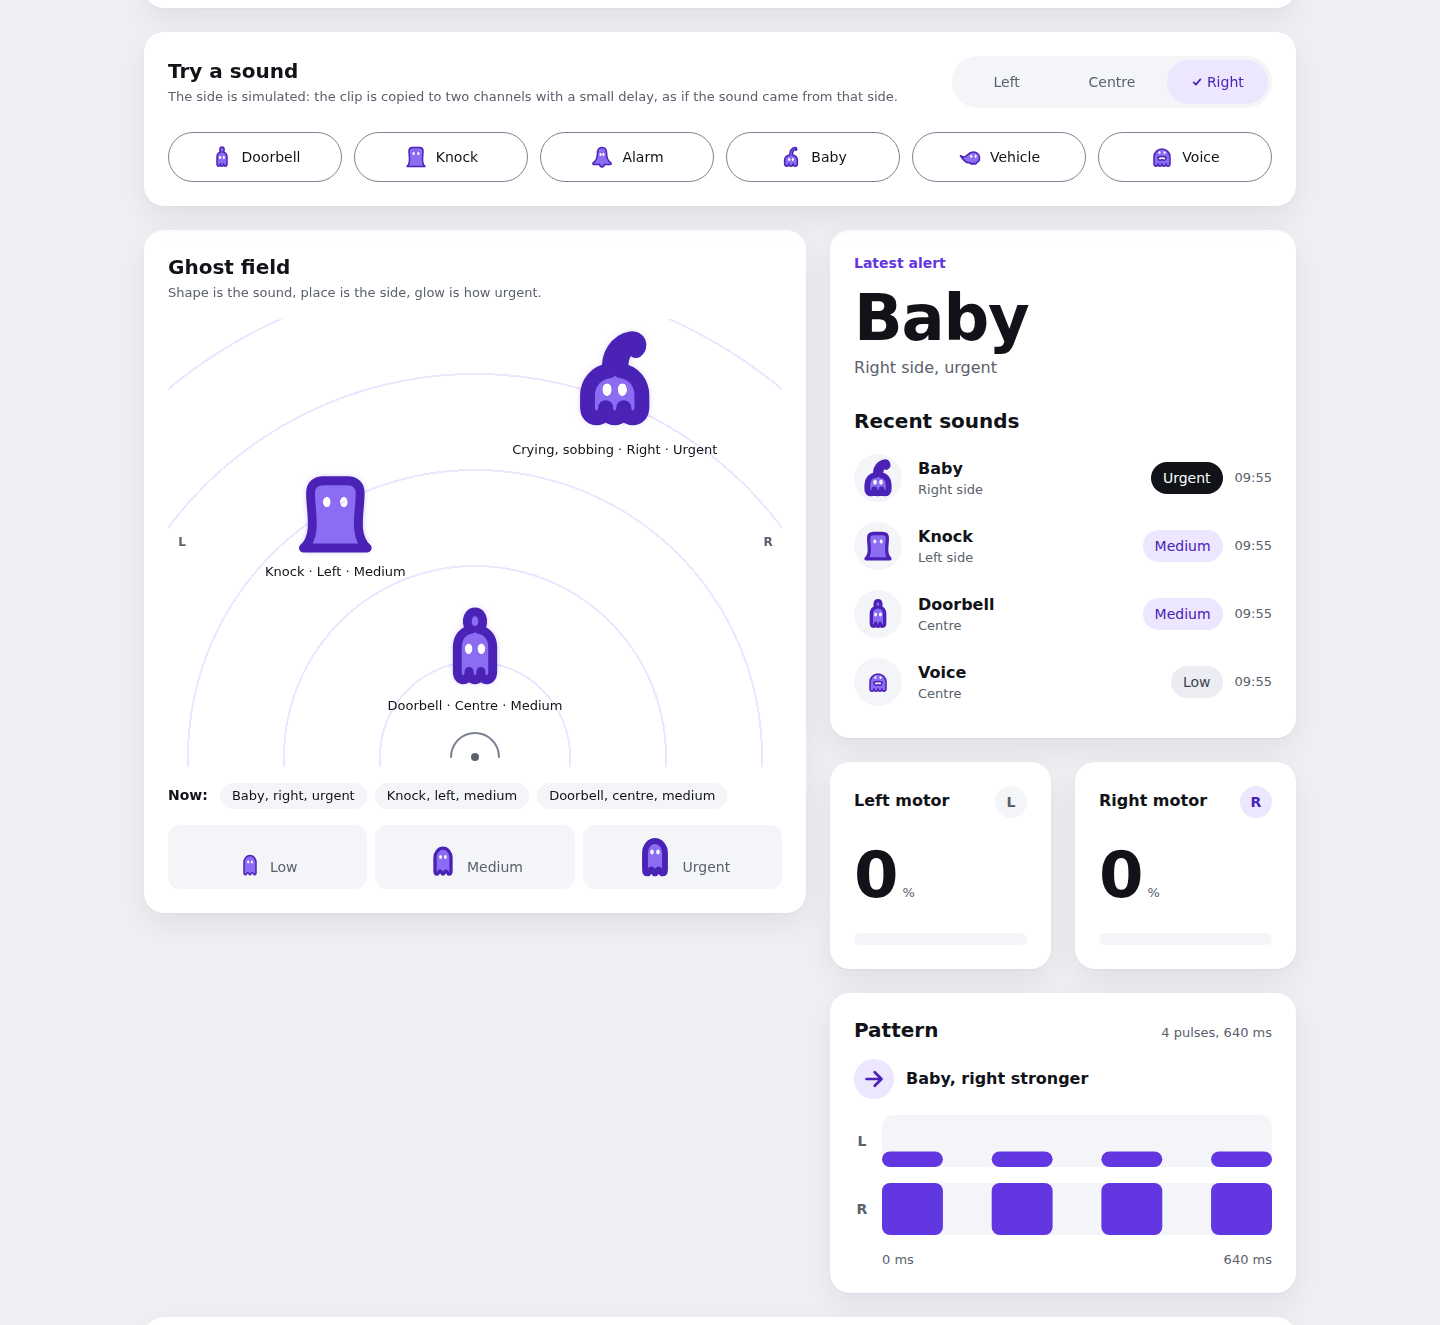 Try a sound
The side is simulated: the clip is copied to two channels with a small delay, as if the sound came from that side.
Left
Centre
Right
Doorbell
Knock
Alarm
Baby
Vehicle
Voice
Ghost field
Shape is the sound, place is the side, glow is how urgent.
Crying, sobbing · Right · Urgent
L
R
Knock · Left · Medium
Doorbell · Centre · Medium
Now:
Baby, right, urgent
Knock, left, medium
Doorbell, centre, medium
Low
Medium
Urgent
Latest alert
Baby
Right side, urgent
Recent sounds
Baby
Right side
Urgent
09:55
Knock
Left side
Medium
09:55
Doorbell
Centre
Medium
09:55
Voice
Centre
Low
09:55
Left motor
L
0 %
Right motor
R
0 %
Pattern
4 pulses, 640 ms
Baby, right stronger
L
R
0 ms
640 ms